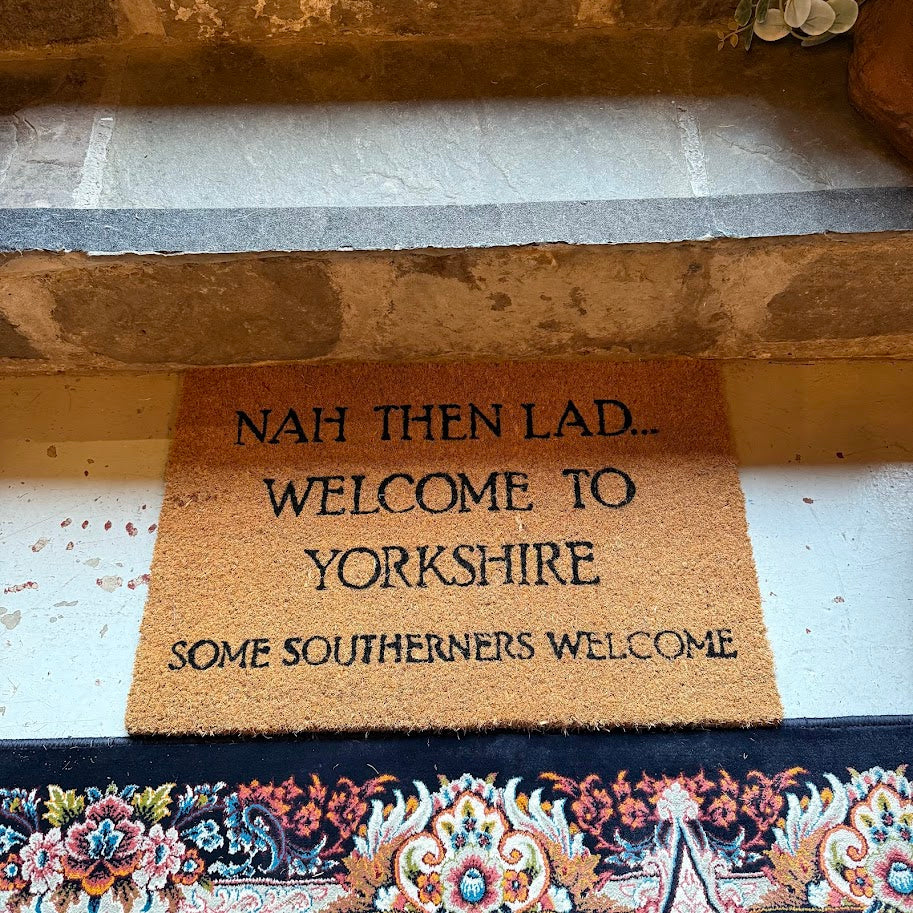 NAH THEN LAD...
WELCOME TO
YORKSHIRE
SOME SOUTHERNERS WELCOME